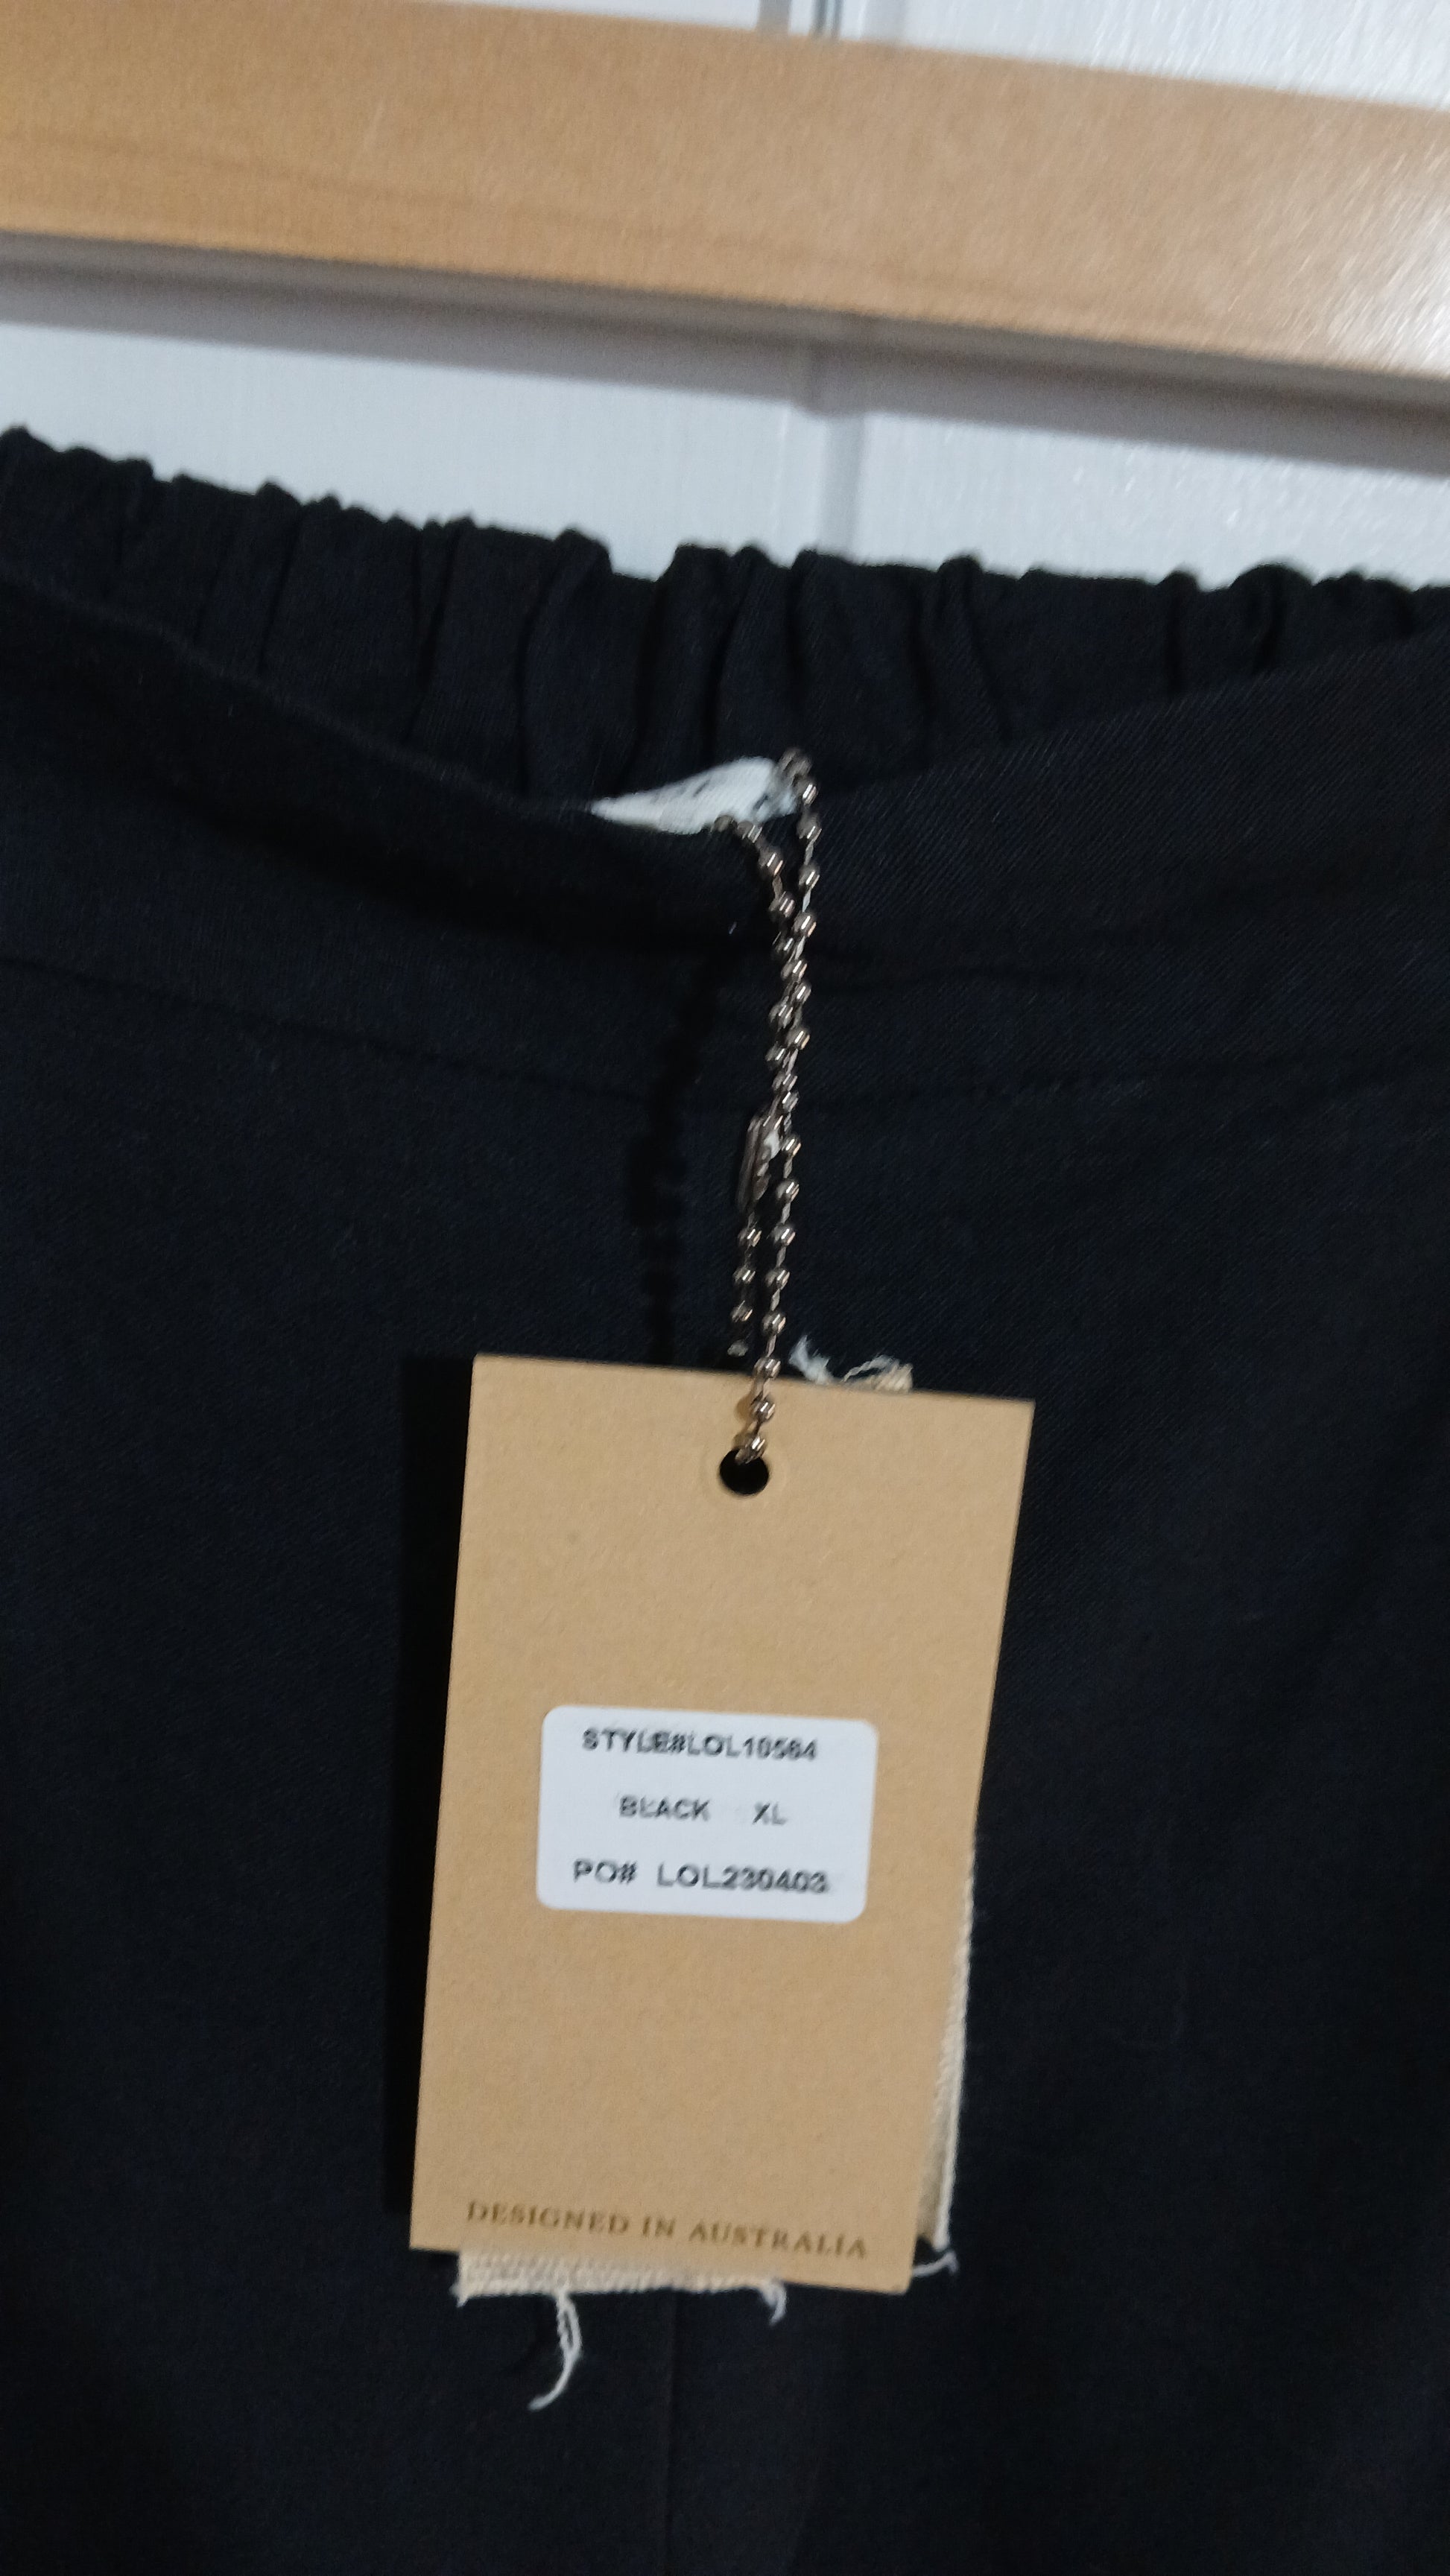 STYLE#LOL10564
BLACK XL
PO# LOL230403
DESIGNED IN AUSTRALIA